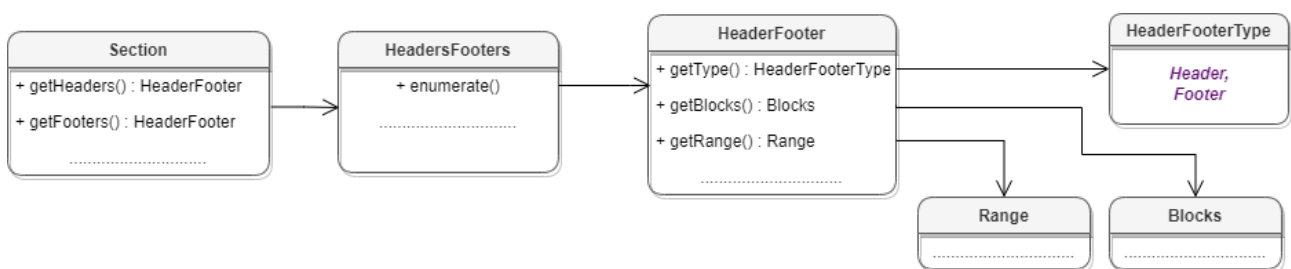 Section
+ getHeaders() : HeaderFooter
+ getFooters() : HeaderFooter
HeadersFooters
+ enumerate()
HeaderFooter
+ getType() : HeaderFooterType
+ getBlocks() : Blocks
+ getRange() : Range
HeaderFooterType
Header,
Footer
Range
Blocks